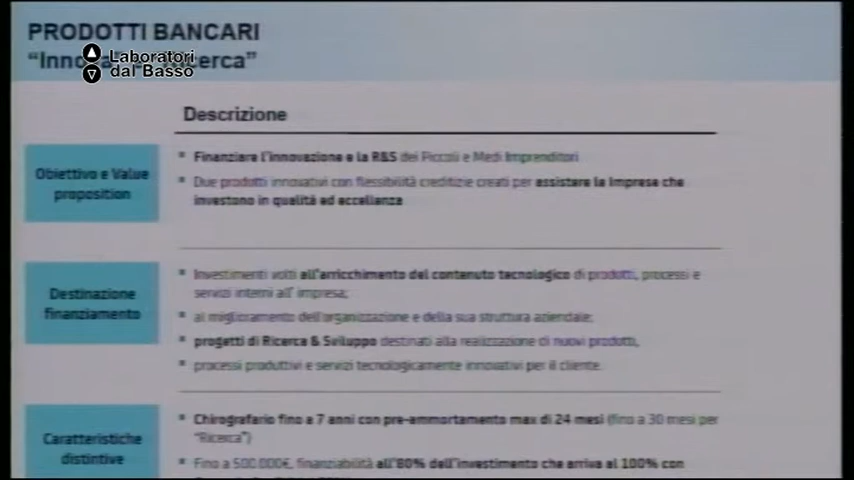 PRODOTTI BANCARI
Ricerca”
Laboratori
dal Basso
Descrizione
Obiettivo e Value
proposition
Finanziare l’innovazione e la R&S dei Piccoli e Medi Imprenditori
Due prodotti innovativi con flessibilità creditizie creati per assistere le imprese che
investono in qualità ed eccellenza
Destinazione
finanziamento
Investimenti volti all’arricchimento del contenuto tecnologico di prodotti, processi e
servizi interni all’ impresa;
al miglioramento dell’organizzazione e della sua struttura aziendale;
progetti di Ricerca & Sviluppo destinati alla realizzazione di nuovi prodotti,
processi produttivi e servizi tecnologicamente innovativi per il cliente.
Caratteristiche
distintive
Chirografario fino a 7 anni con pre-ammortamento max di 24 mesi (fino a 30 mesi per
“Ricerca”)
Fino a 500.000€, finanziabilità all’80% dell’investimento che arriva al 100% con